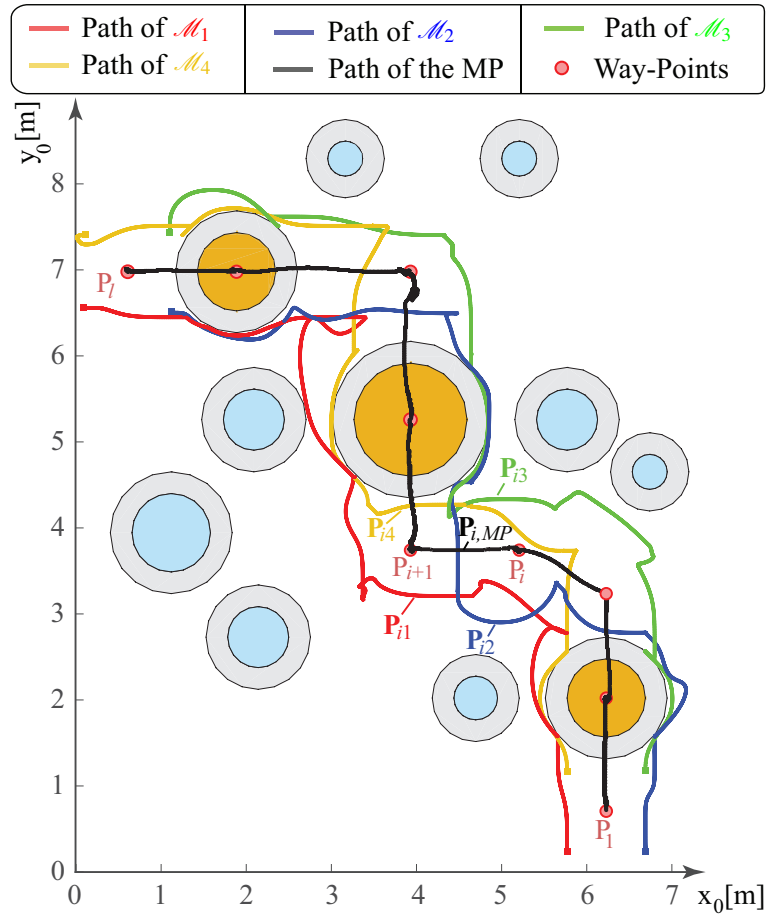 Path of ℳ1 Path of ℳ2 Path of ℳ3
Path of ℳ4 Path of the MP Way-Points
y0[m]
8
7
Pl
6
5
Pi3
4
Pi4 Pi,MP
Pi+1 Pi
3
Pi1 Pi2
2
1
P1
0
0 1 2 3 4 5 6 7 x0[m]